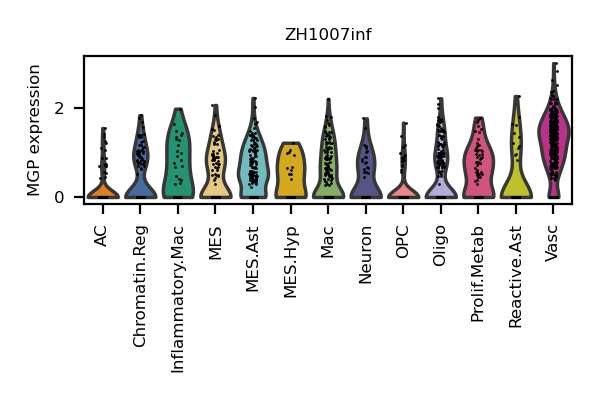 ZH1007inf
MGP expression
2
0
AC
Chromatin.Reg
Inflammatory.Mac
MES
MES.Ast
MES.Hyp
Mac
Neuron
OPC
Oligo
Prolif.Metab
Reactive.Ast
Vasc